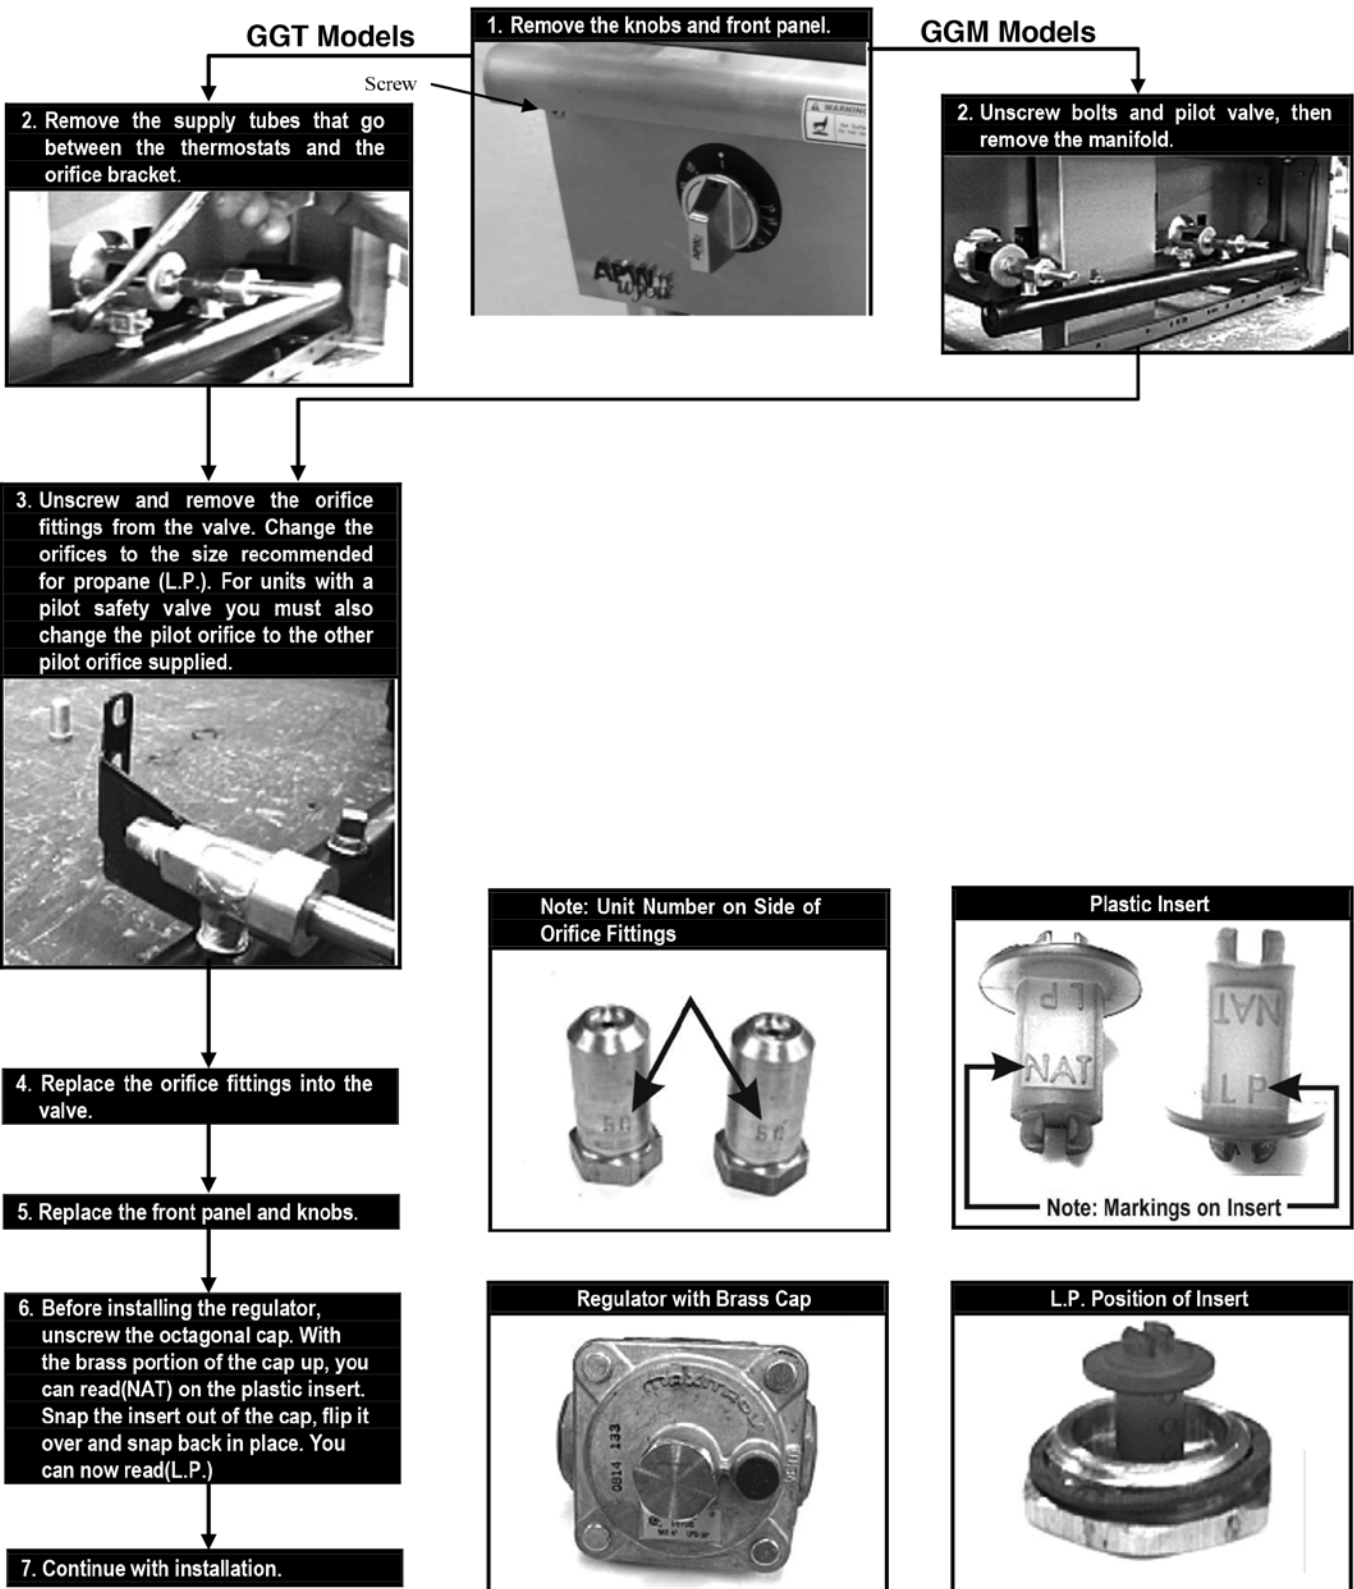 GGT Models
1. Remove the knobs and front panel.
GGM Models
Screw
WARNING
APW
APW
Wyott
2. Remove the supply tubes that go
between the thermostats and the
orifice bracket.
2. Unscrew bolts and pilot valve, then
remove the manifold.
3. Unscrew and remove the orifice
fittings from the valve. Change the
orifices to the size recommended
for propane (L.P.). For units with a
pilot safety valve you must also
change the pilot orifice to the other
pilot orifice supplied.
4. Replace the orifice fittings into the
valve.
5. Replace the front panel and knobs.
6. Before installing the regulator,
unscrew the octagonal cap. With
the brass portion of the cap up, you
can read(NAT) on the plastic insert.
Snap the insert out of the cap, flip it
over and snap back in place. You
can now read(L.P.)
7. Continue with installation.
Note: Unit Number on Side of
Orifice Fittings
Plastic Insert
LP
NAT
NAT
LP
Note: Markings on Insert
Regulator with Brass Cap
MAXITROL
0814 133
L.P. Position of Insert